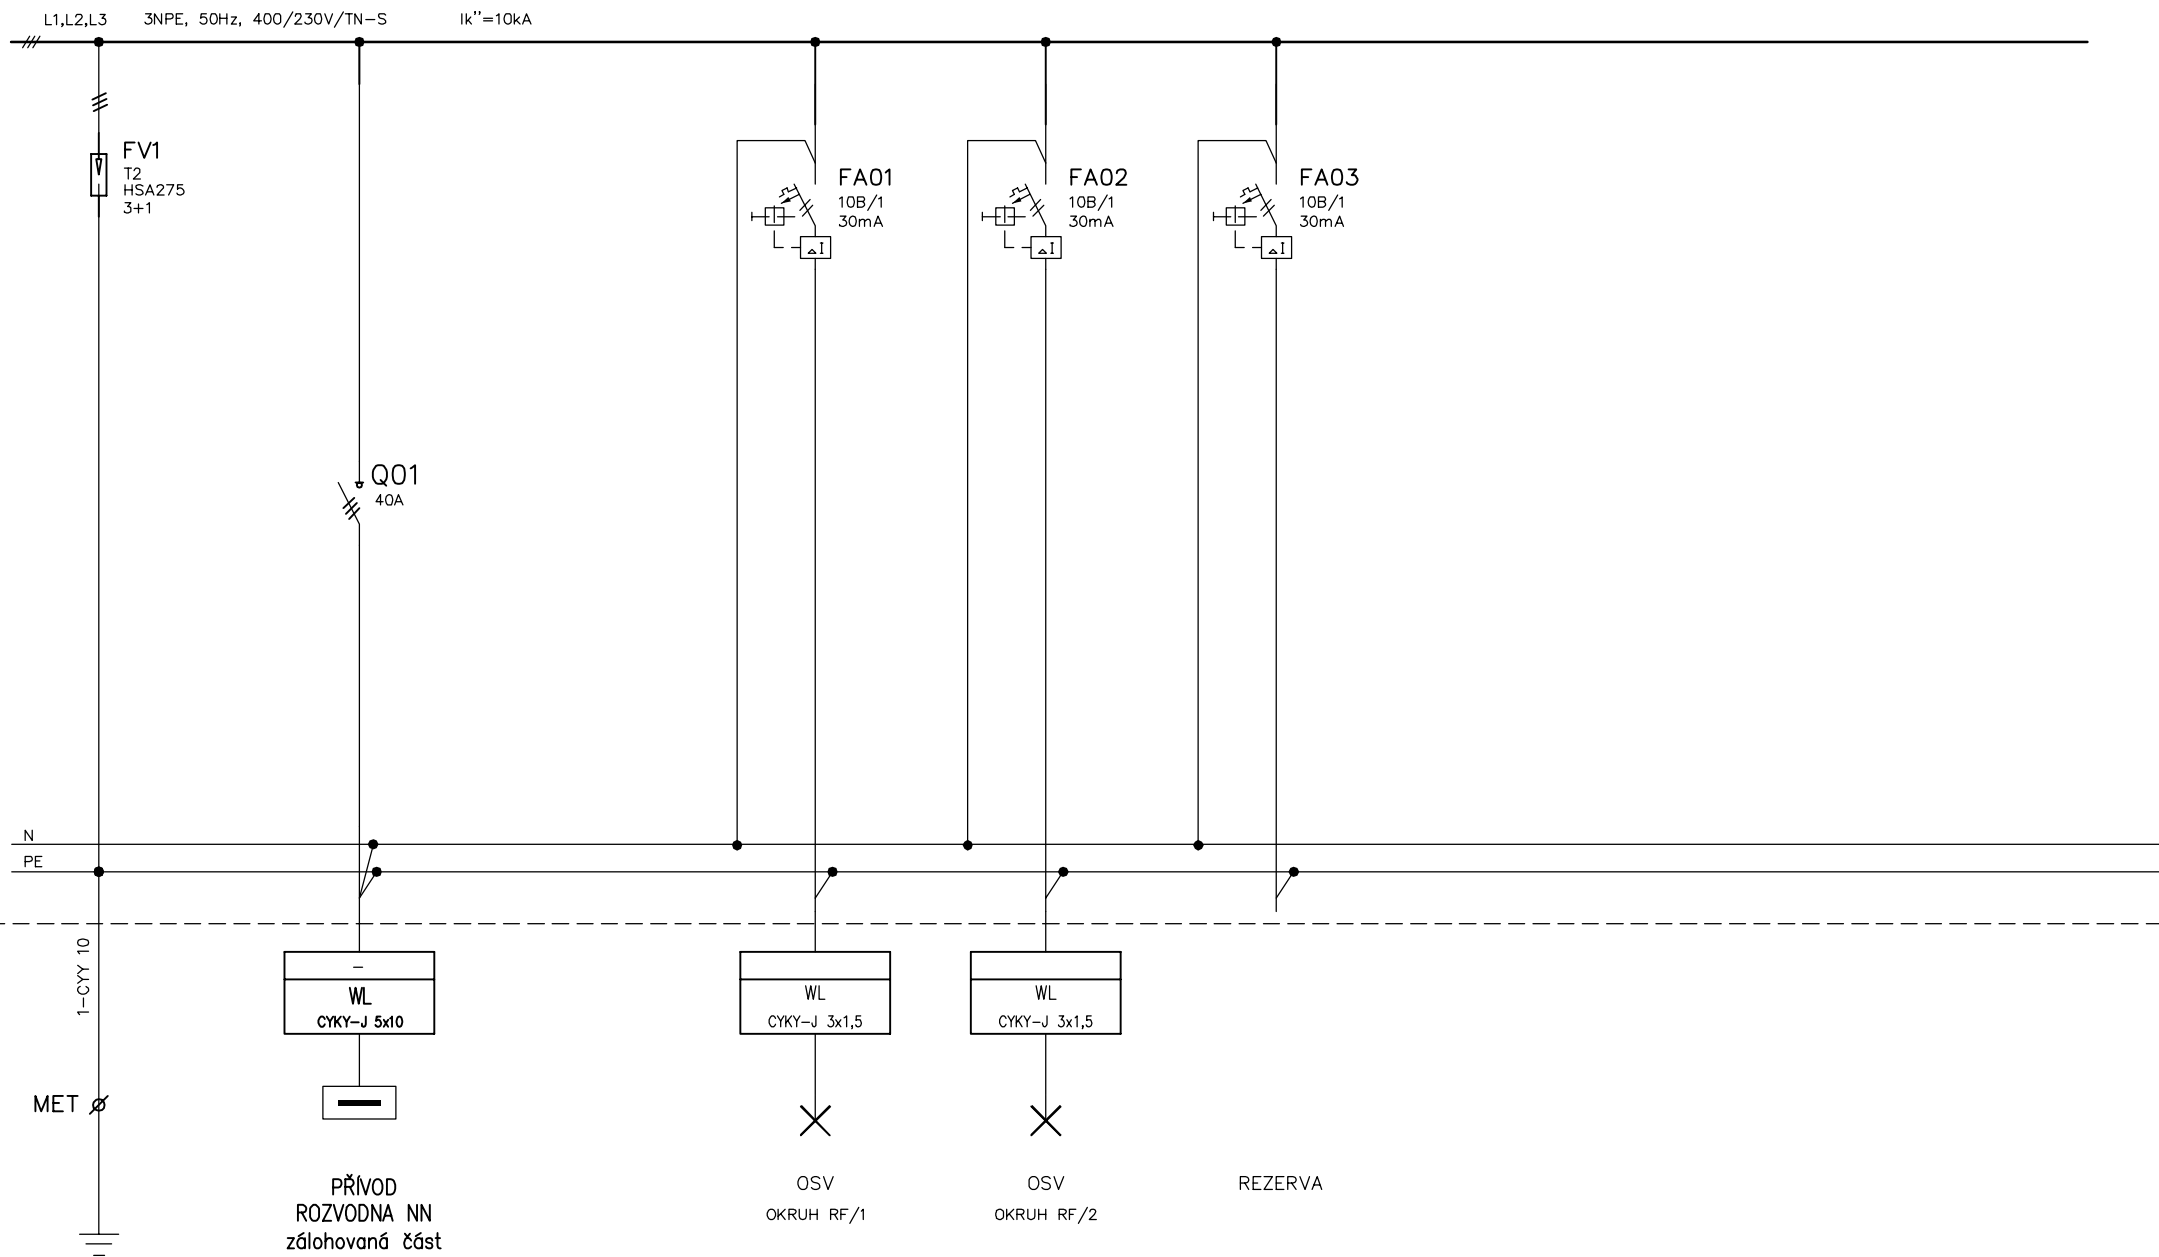 L1,L2,L3 3NPE, 50Hz, 400/230V/TN-S Ik''=10kA
FV1
T2
HSA275
3+1
Q01
40A
FA01
10B/1
30mA
I
FA02
10B/1
30mA
I
FA03
10B/1
30mA
I
N
PE
1-CYY 10
MET
–
WL
CYKY-J 5x10
PŘÍVOD
ROZVODNA NN
zálohovaná část
WL
CYKY-J 3x1,5
OSV
OKRUH RF/1
WL
CYKY-J 3x1,5
OSV
OKRUH RF/2
REZERVA